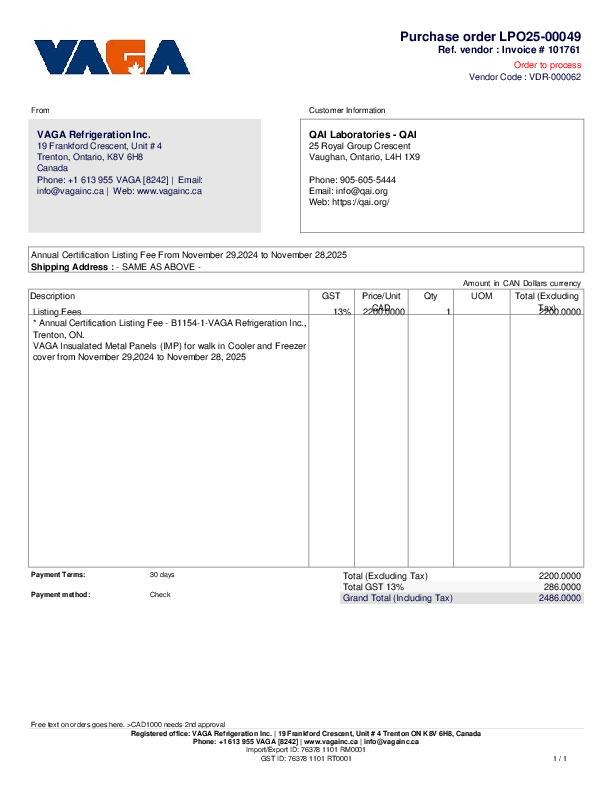 VAGA
Purchase order LPO25-00049
Ref. vendor : Invoice # 101761
Order to process
Vendor Code : VDR-000062
From
Customer Information
VAGA Refrigeration Inc.
19 Frankford Crescent, Unit # 4
Trenton, Ontario, K8V 6H8
Canada
Phone: +1 613 955 VAGA [8242] | Email:
info@vagainc.ca | Web: www.vagainc.ca
QAI Laboratories - QAI
25 Royal Group Crescent
Vaughan, Ontario, L4H 1X9
Phone: 905-605-5444
Email: info@qai.org
Web: https://qai.org/
Annual Certification Listing Fee From November 29,2024 to November 28,2025
Shipping Address : - SAME AS ABOVE -
Amount in CAN Dollars currency
Description GST Price/Unit CAD Qty UOM Total (Excluding Tax)
Listing Fees 13% 2200.0000 1 2200.0000
* Annual Certification Listing Fee - B1154-1-VAGA Refrigeration Inc.,
Trenton, ON.
VAGA Insualated Metal Panels (IMP) for walk in Cooler and Freezer
cover from November 29,2024 to November 28, 2025
Payment Terms: 30 days
Payment method: Check
Total (Excluding Tax) 2200.0000
Total GST 13% 286.0000
Grand Total (Including Tax) 2486.0000
Free text on orders goes here. >CAD1000 needs 2nd approval
Registered office: VAGA Refrigeration Inc. | 19 Frankford Crescent, Unit # 4 Trenton ON K8V 6H8, Canada
Phone: +1 613 955 VAGA [8242] | www.vagainc.ca | info@vagainc.ca
Import/Export ID: 76378 1101 RM0001
GST ID: 76378 1101 RT0001
1 / 1